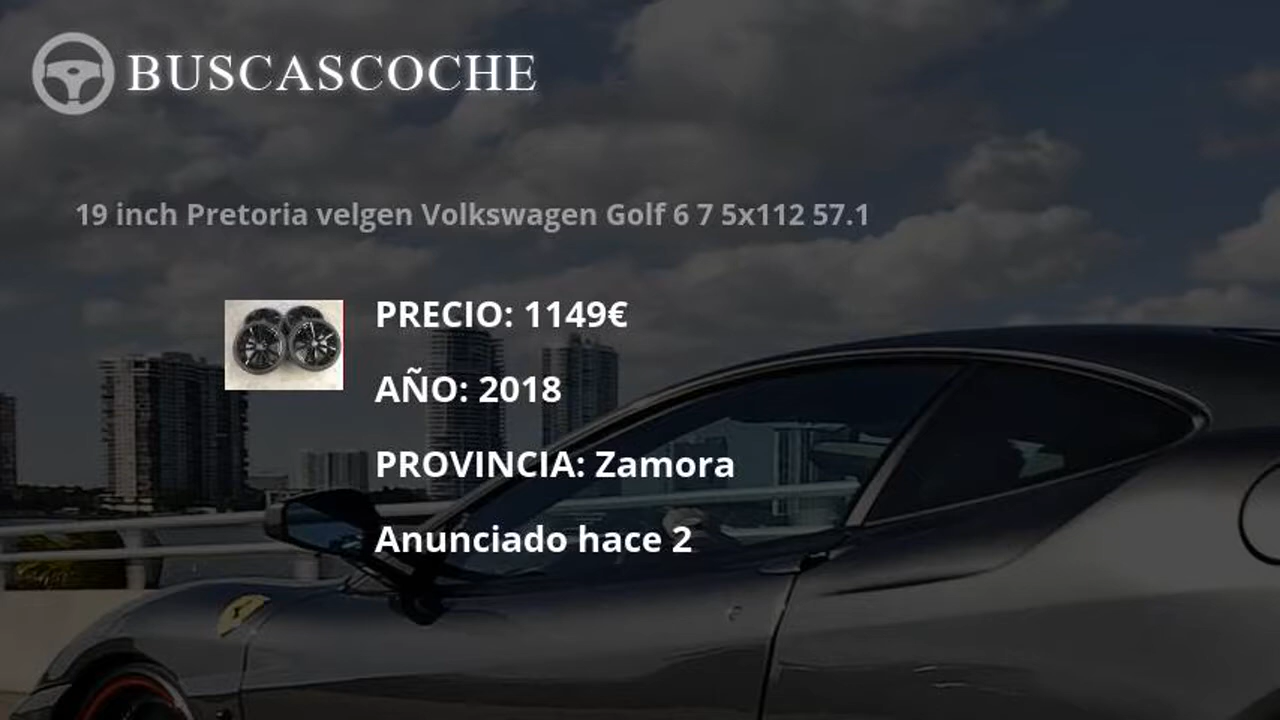 BUSCASCOCHE
19 inch Pretoria velgen Volkswagen Golf 6 7 5x112 57.1
PRECIO: 1149€
AÑO: 2018
PROVINCIA: Zamora
Anunciado hace 2